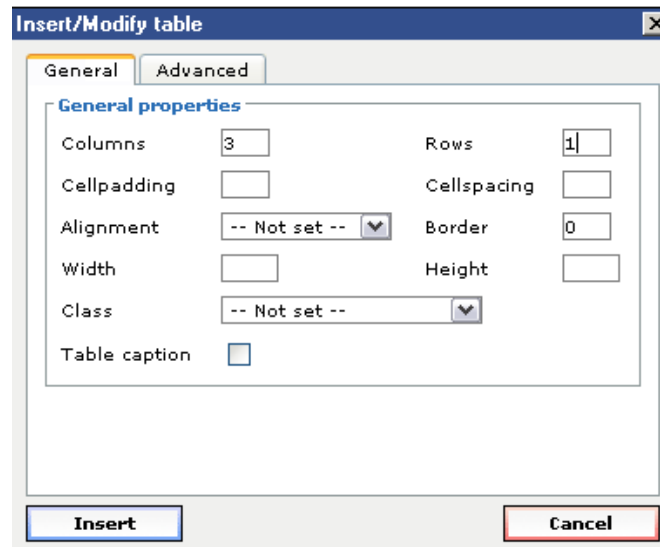 Insert/Modify table
General Advanced
General properties
Columns 3 Rows 1
Cellpadding Cellspacing
Alignment -- Not set -- Border 0
Width Height
Class -- Not set --
Table caption
Insert Cancel